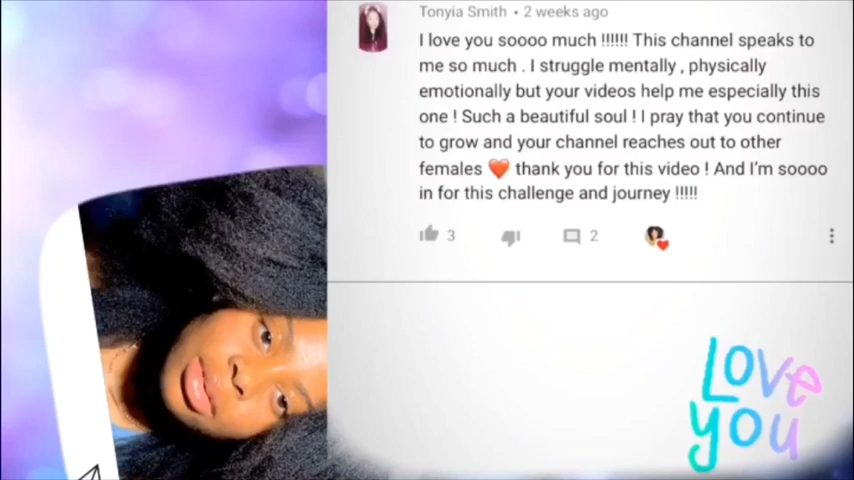 Tonyia Smith • 2 weeks ago
I love you soooo much !!!!!! This channel speaks to
me so much . I struggle mentally , physically
emotionally but your videos help me especially this
one ! Such a beautiful soul ! I pray that you continue
to grow and your channel reaches out to other
females ❤️ thank you for this video ! And I'm soooo
in for this challenge and journey !!!!!
3
2
Love
you